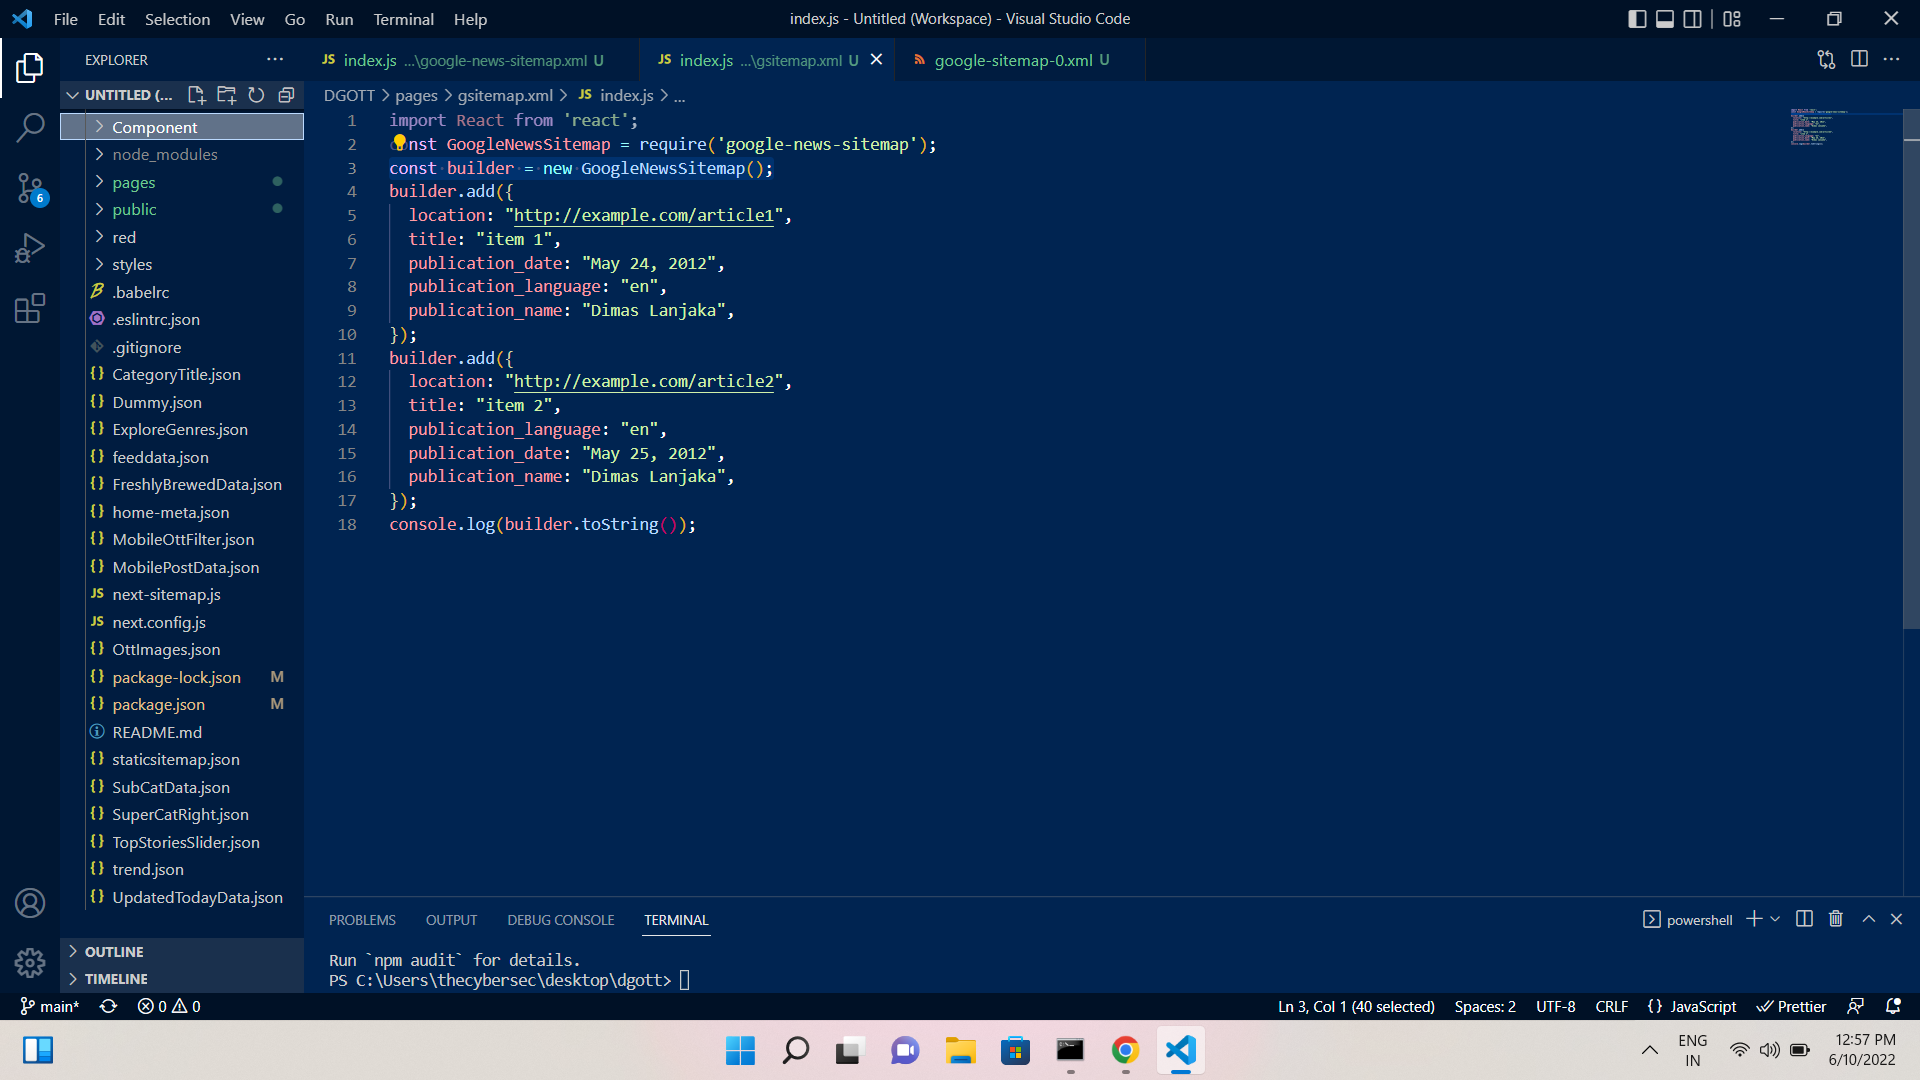 File Edit Selection View Go Run Terminal Help
index.js - Untitled (Workspace) - Visual Studio Code
EXPLORER
JS index.js ...\google-news-sitemap.xml U
JS index.js ...\gsitemap.xml U
google-sitemap-0.xml U
UNTITLED (...
DGOTT > pages > gsitemap.xml > JS index.js > ...
Component
node_modules
pages
public
red
styles
.babelrc
.eslintrc.json
.gitignore
{} CategoryTitle.json
{} Dummy.json
{} ExploreGenres.json
{} feeddata.json
{} FreshlyBrewedData.json
{} home-meta.json
{} MobileOttFilter.json
{} MobilePostData.json
JS next-sitemap.js
JS next.config.js
{} OttImages.json
{} package-lock.json M
{} package.json M
README.md
{} staticsitemap.json
{} SubCatData.json
{} SuperCatRight.json
{} TopStoriesSlider.json
{} trend.json
{} UpdatedTodayData.json
OUTLINE
TIMELINE
6
1 import React from 'react';
2 const GoogleNewsSitemap = require('google-news-sitemap');
3 const builder = new GoogleNewsSitemap();
4 builder.add({
5 location: "http://example.com/article1",
6 title: "item 1",
7 publication_date: "May 24, 2012",
8 publication_language: "en",
9 publication_name: "Dimas Lanjaka",
10 });
11 builder.add({
12 location: "http://example.com/article2",
13 title: "item 2",
14 publication_language: "en",
15 publication_date: "May 25, 2012",
16 publication_name: "Dimas Lanjaka",
17 });
18 console.log(builder.toString());
PROBLEMS OUTPUT DEBUG CONSOLE TERMINAL
powershell
Run `npm audit` for details.
PS C:\Users\thecybersec\desktop\dgott>
main* 0 0
Ln 3, Col 1 (40 selected) Spaces: 2 UTF-8 CRLF {} JavaScript Prettier
ENG
IN
12:57 PM
6/10/2022